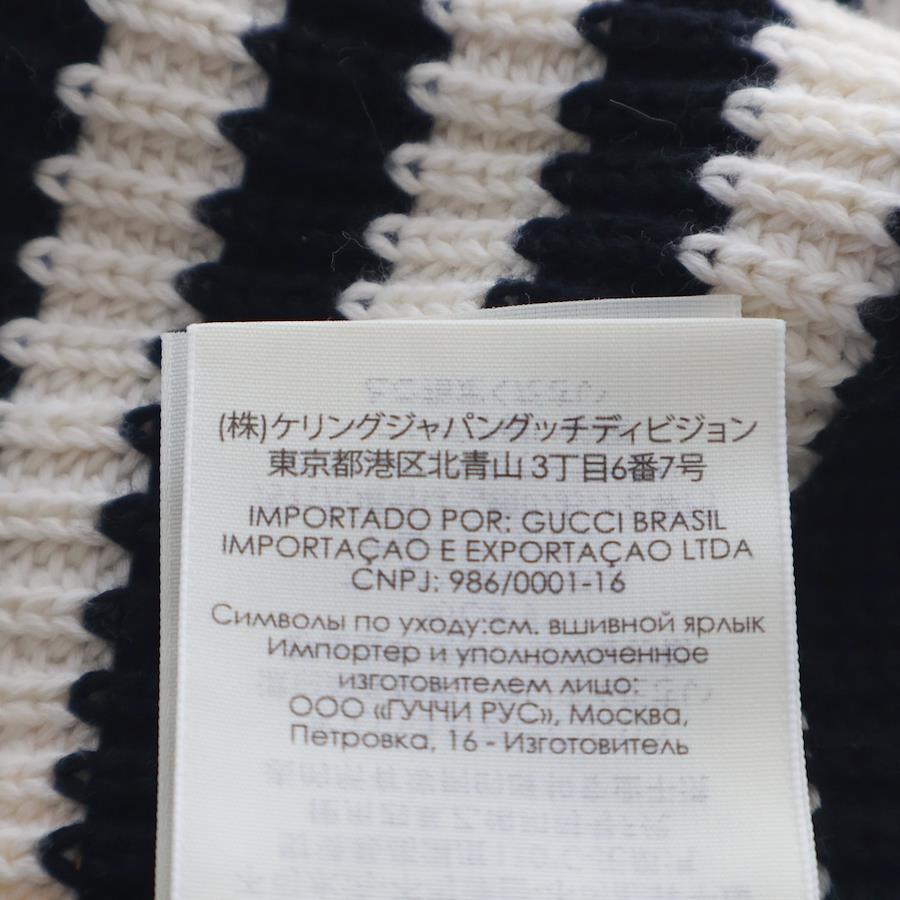 (株)ケリングジャパングッチディビジョン
東京都港区北青山3丁目6番7号
IMPORTADO POR: GUCCI BRASIL
IMPORTAÇAO E EXPORTAÇAO LTDA
CNPJ: 986/0001-16
Символы по уходу:см. вшивной ярлык
Импортер и уполномоченное
изготовителем лицо:
ООО «ГУЧЧИ РУС», Москва,
Петровка, 16 - Изготовитель